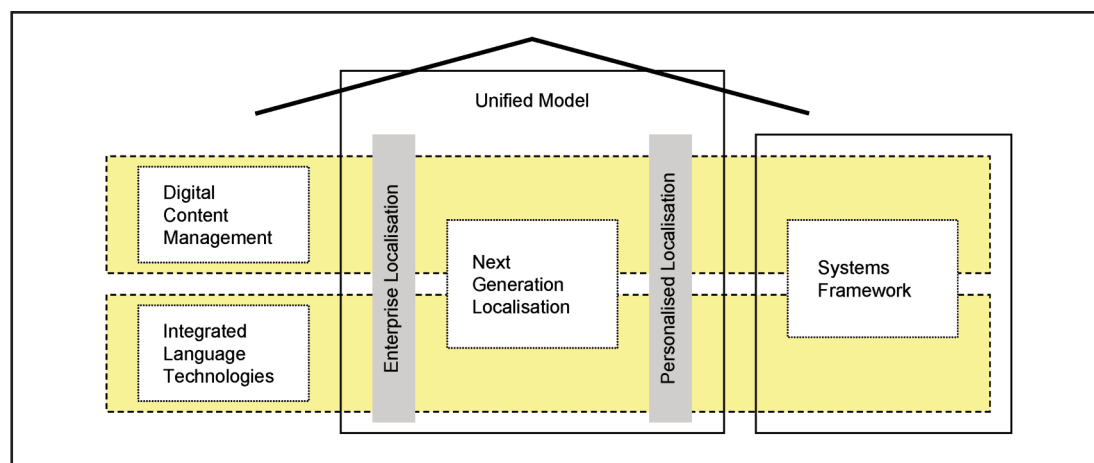 Unified Model
Digital
Content
Management
Enterprise Localisation
Next
Generation
Localisation
Personalised Localisation
Systems
Framework
Integrated
Language
Technologies